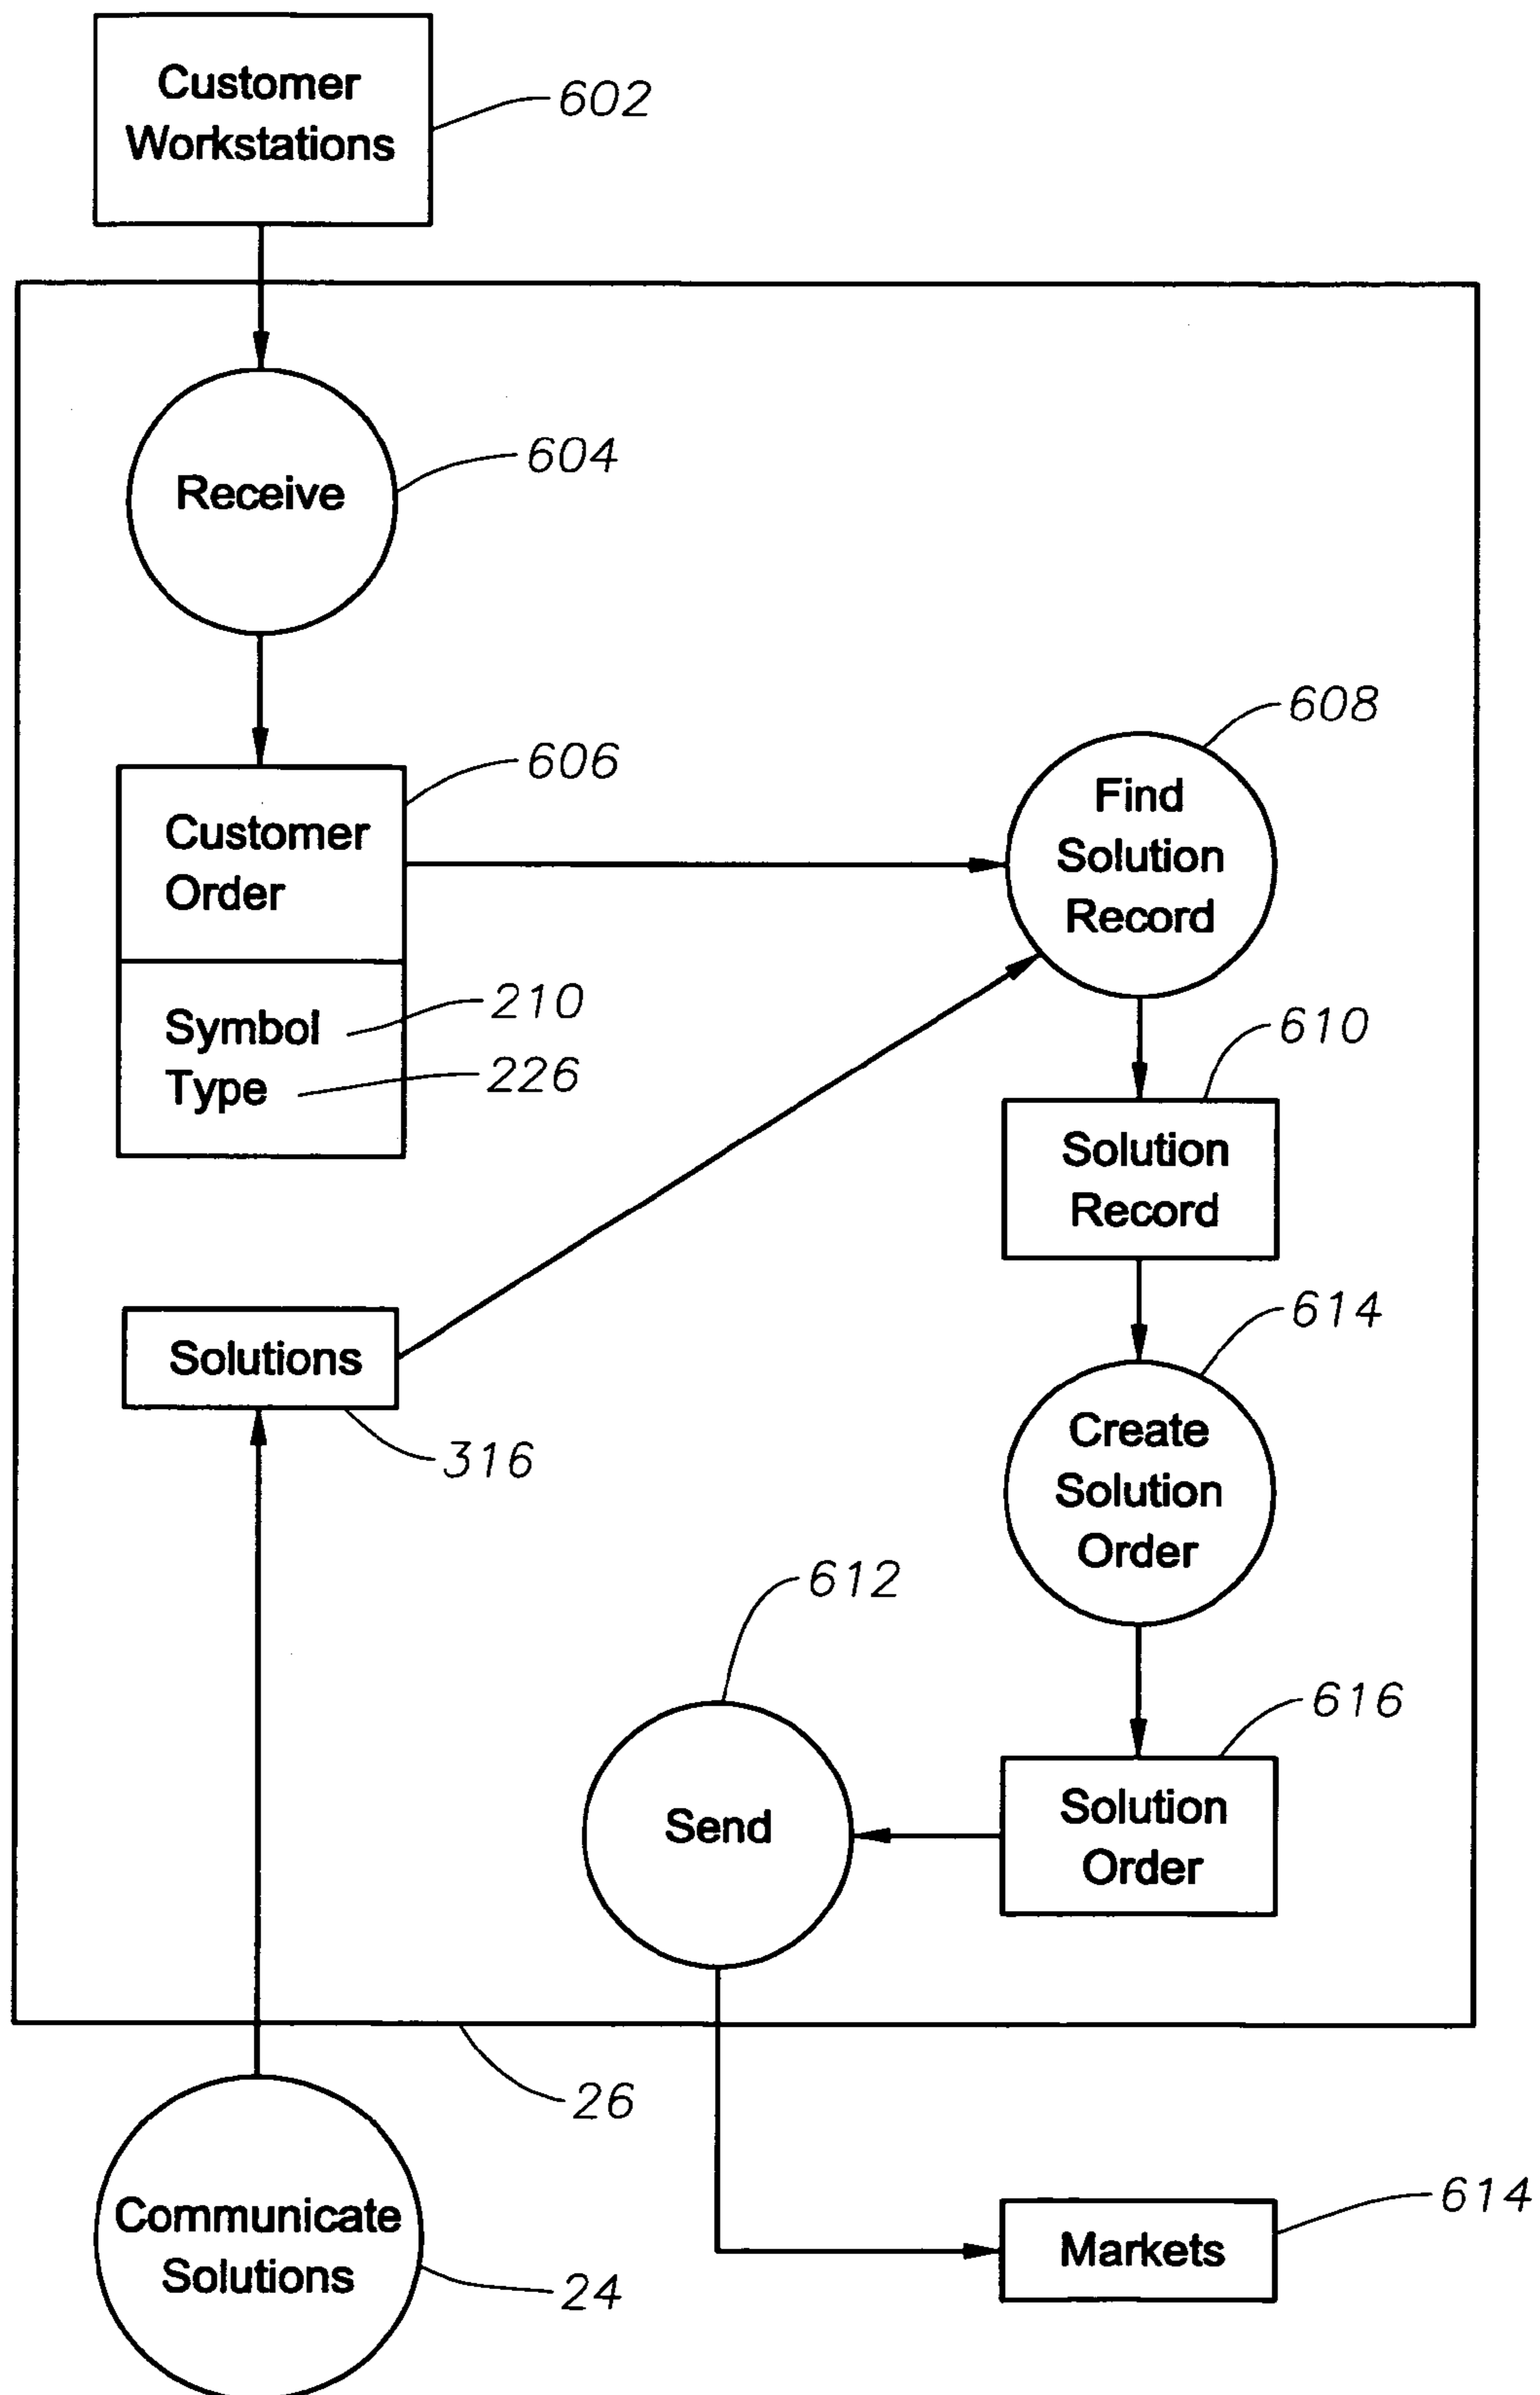 Customer
Workstations
602
Receive
604
Customer
Order
606
Symbol
210
Type
226
Find
Solution
Record
608
Solution
Record
610
Solutions
316
Create
Solution
Order
614
Solution
Order
616
Send
612
26
Communicate
Solutions
24
Markets
614